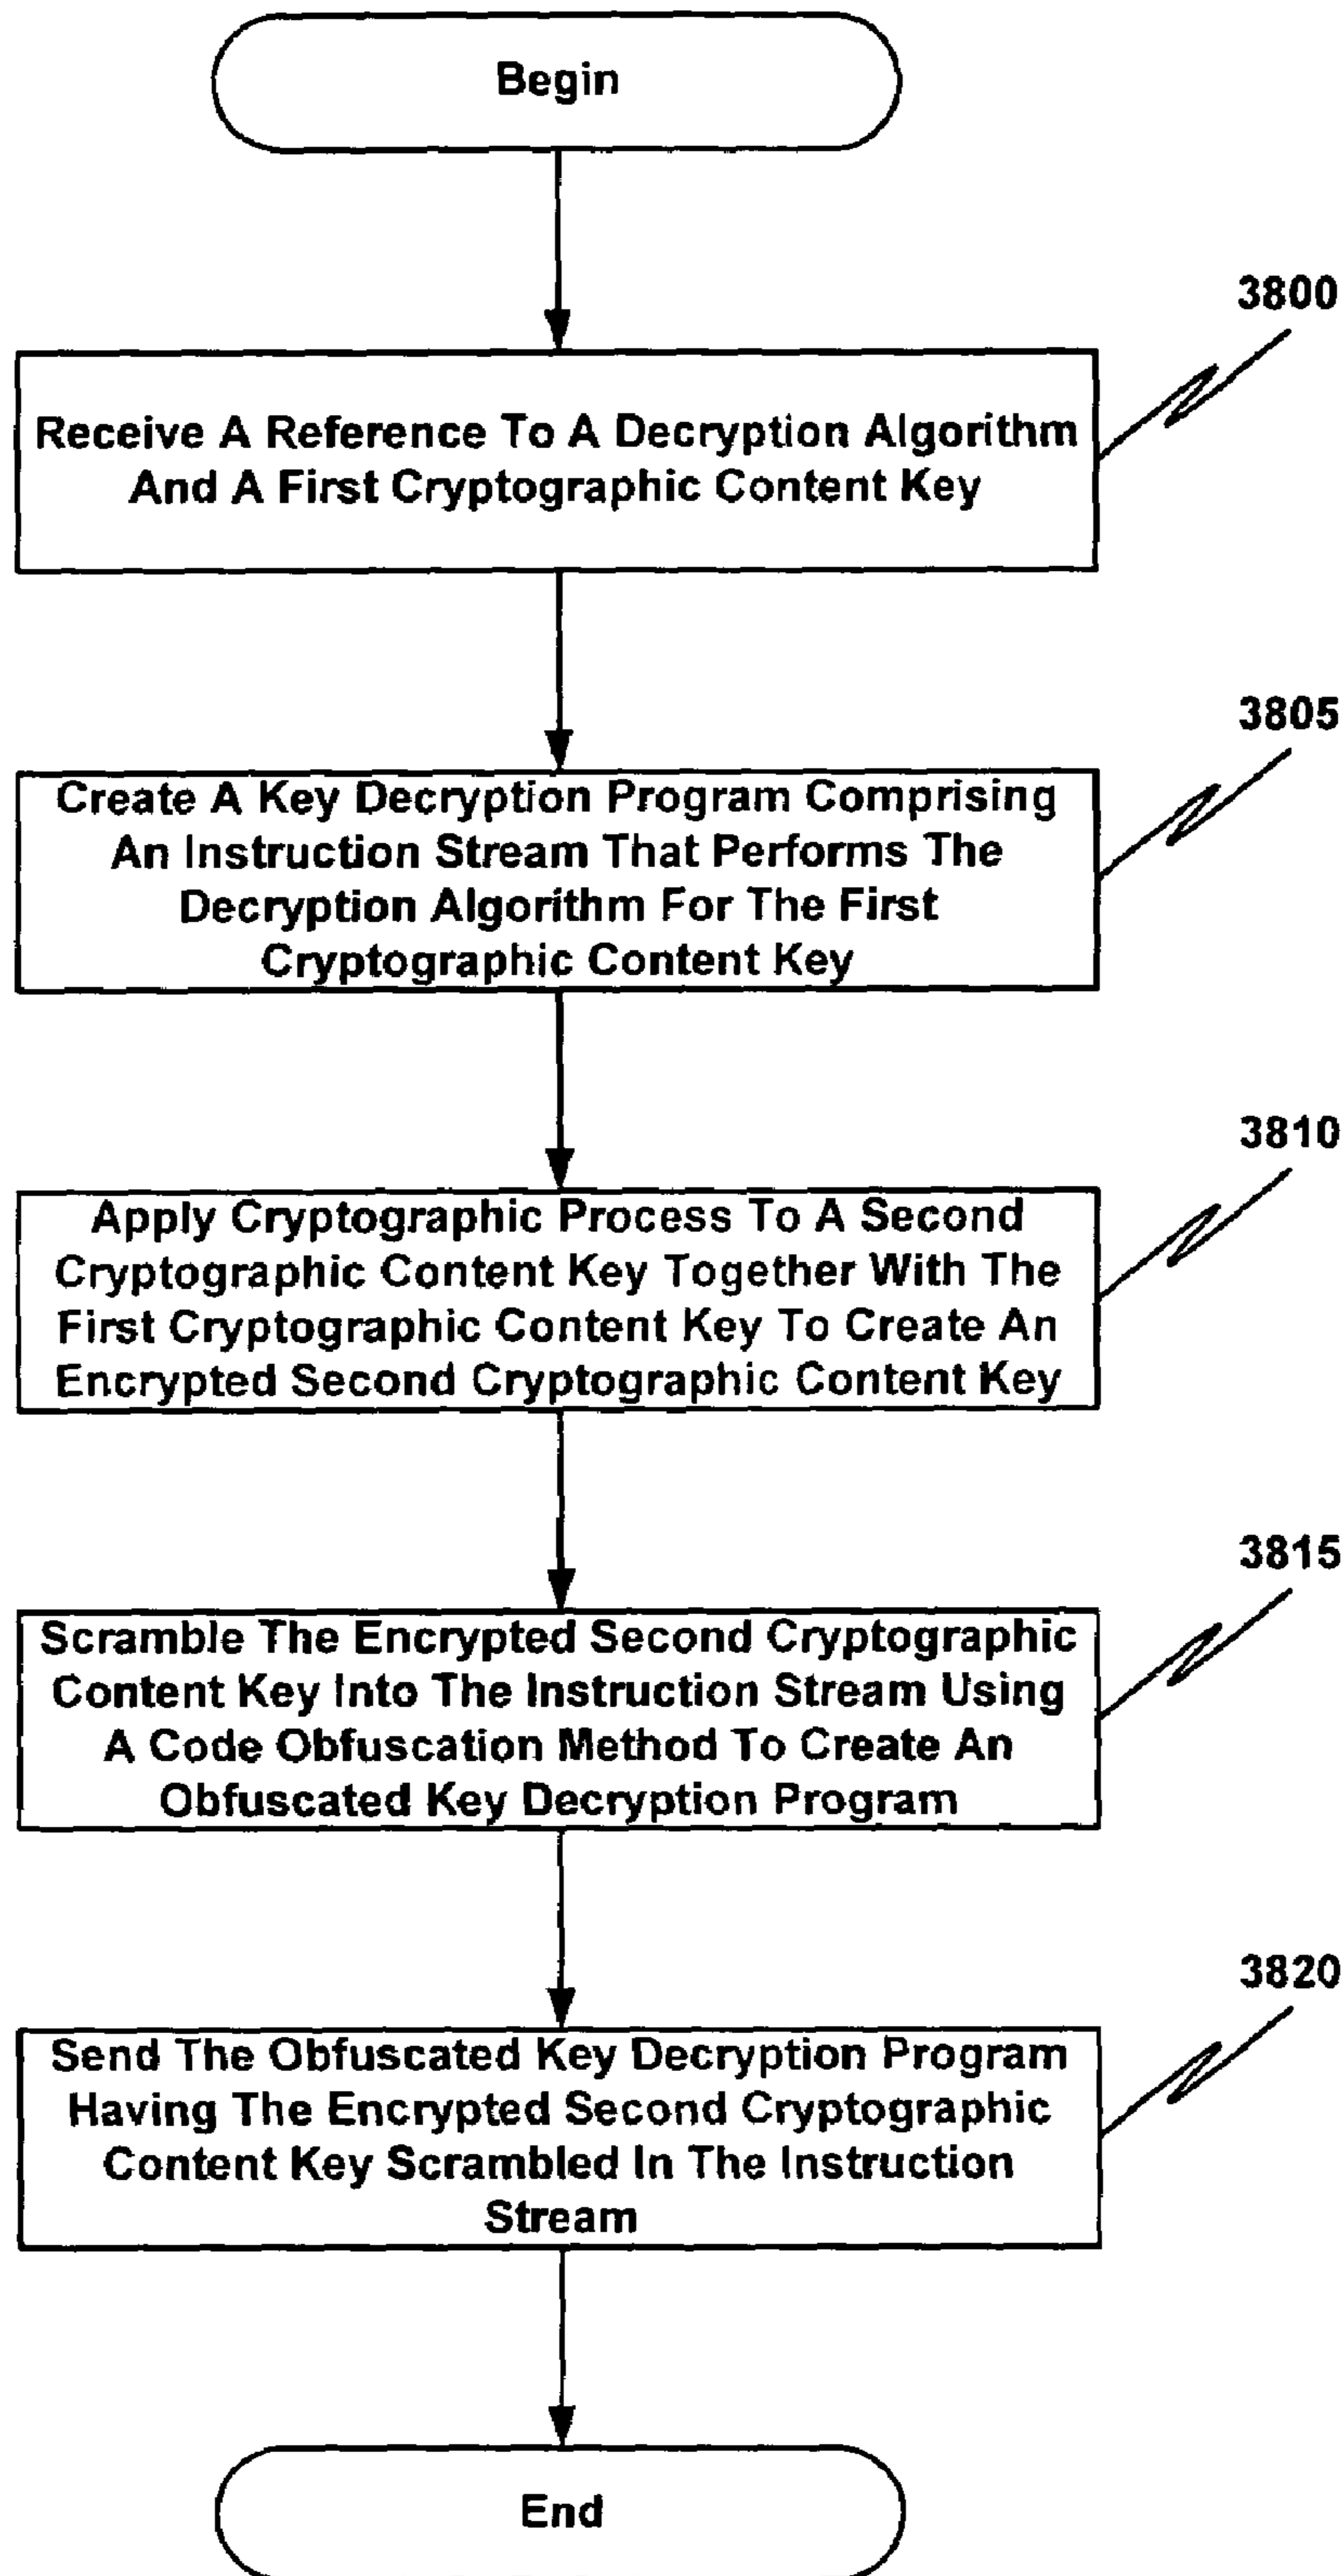 Begin
3800
Receive A Reference To A Decryption Algorithm
And A First Cryptographic Content Key
3805
Create A Key Decryption Program Comprising
An Instruction Stream That Performs The
Decryption Algorithm For The First
Cryptographic Content Key
3810
Apply Cryptographic Process To A Second
Cryptographic Content Key Together With The
First Cryptographic Content Key To Create An
Encrypted Second Cryptographic Content Key
3815
Scramble The Encrypted Second Cryptographic
Content Key Into The Instruction Stream Using
A Code Obfuscation Method To Create An
Obfuscated Key Decryption Program
3820
Send The Obfuscated Key Decryption Program
Having The Encrypted Second Cryptographic
Content Key Scrambled In The Instruction
Stream
End